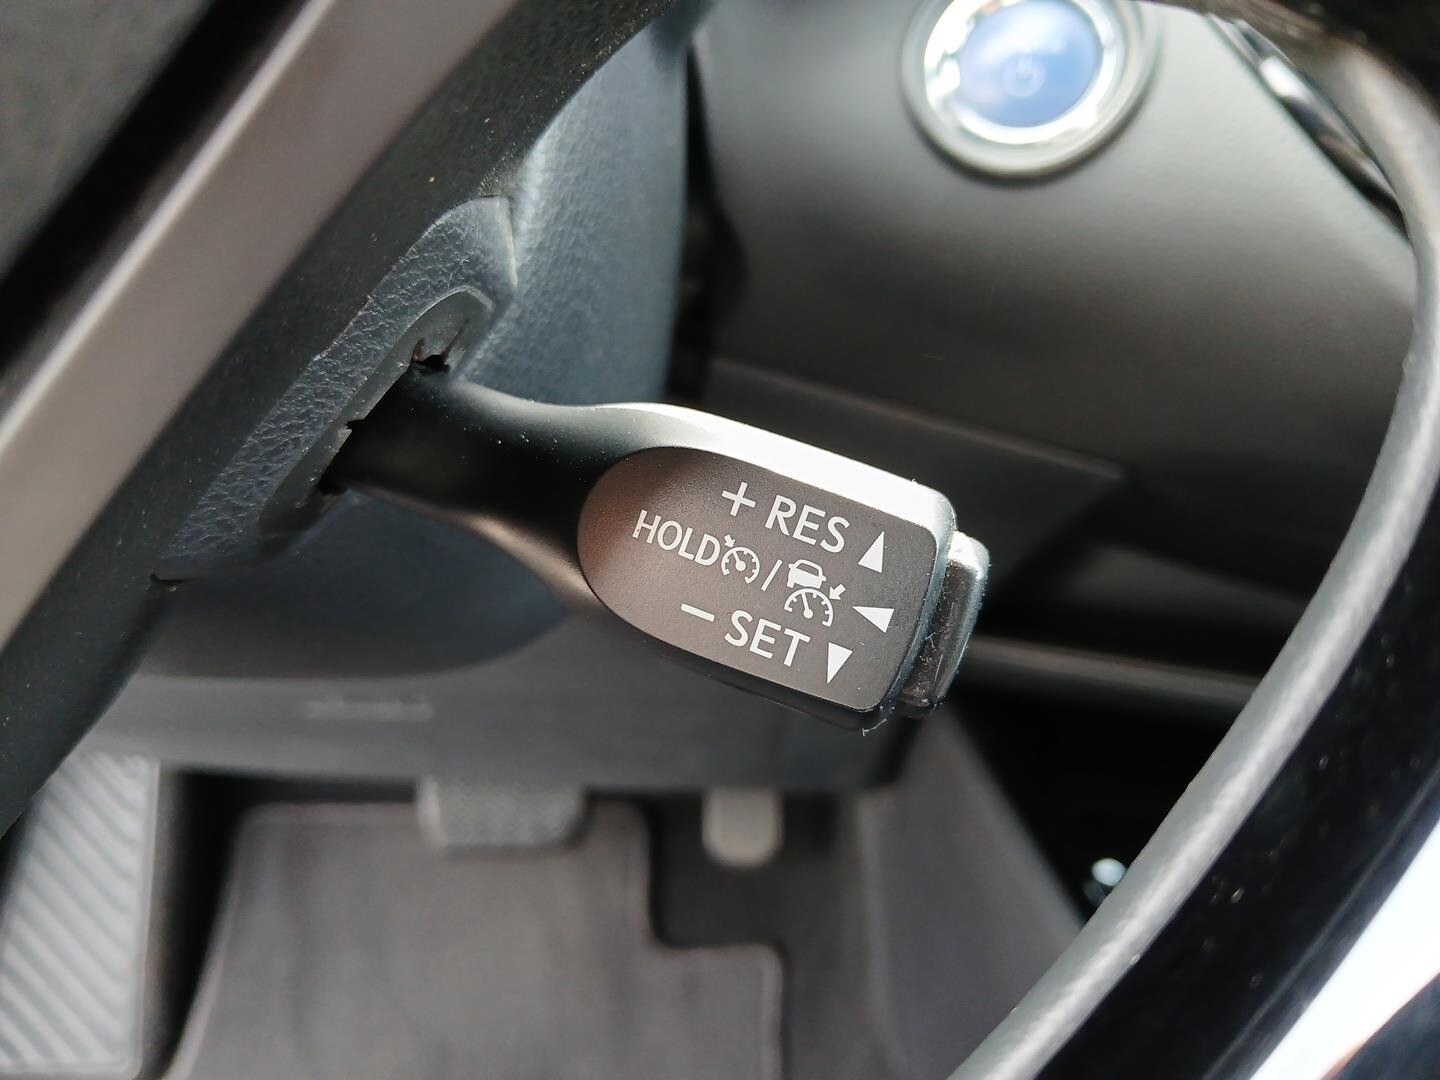 + RES
HOLD /
− SET